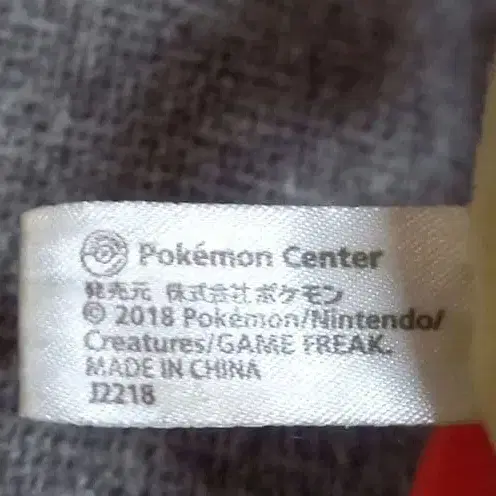 Pokémon Center
発売元 株式会社ポケモン
© 2018 Pokémon/Nintendo/
Creatures/GAME FREAK.
MADE IN CHINA
J2218